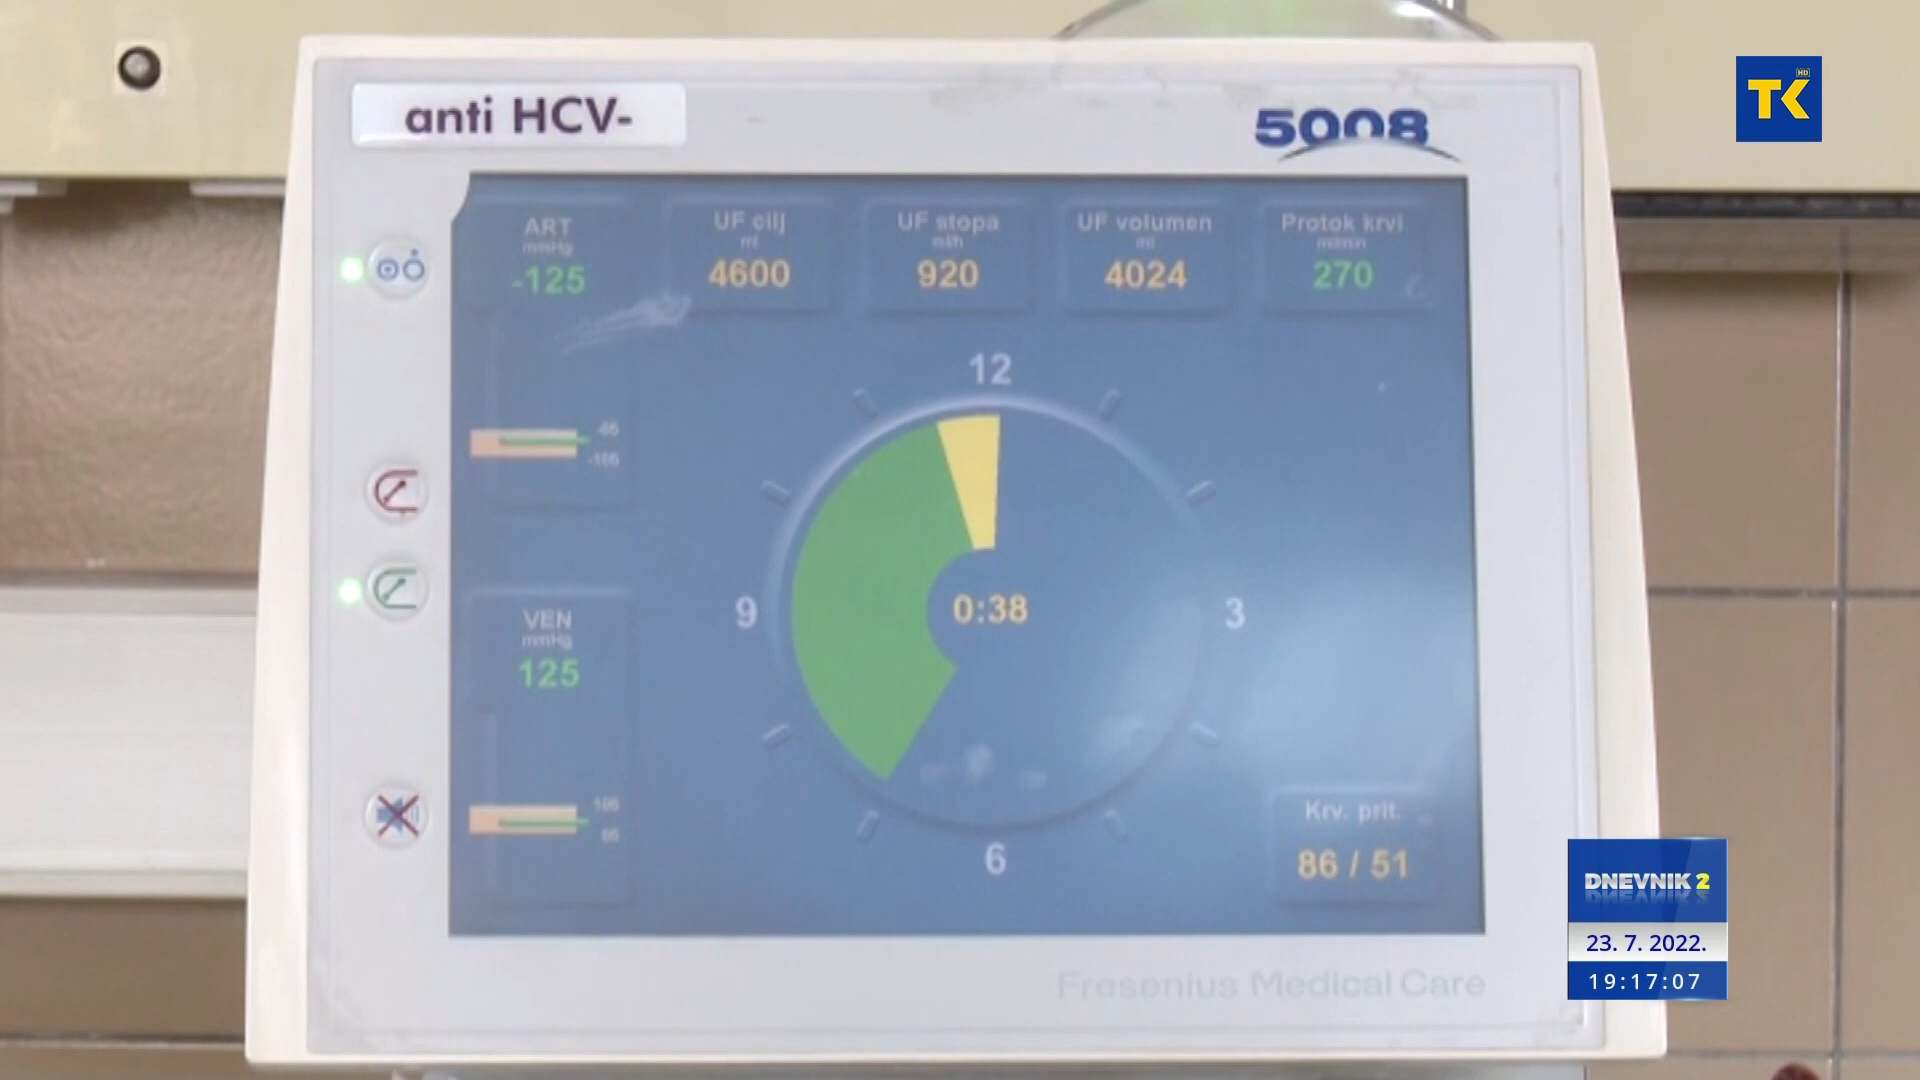 anti HCV-
5008
TK HD
ART
mmHg
-125
UF cilj
ml
4600
UF stopa
ml/h
920
UF volumen
ml
4024
Protok krvi
ml/min
270
12
3
6
9
0:38
-105
VEN
mmHg
125
Krv. prit.
86 / 51
Fresenius Medical Care
DNEVNIK 2
23. 7. 2022.
19:17:07